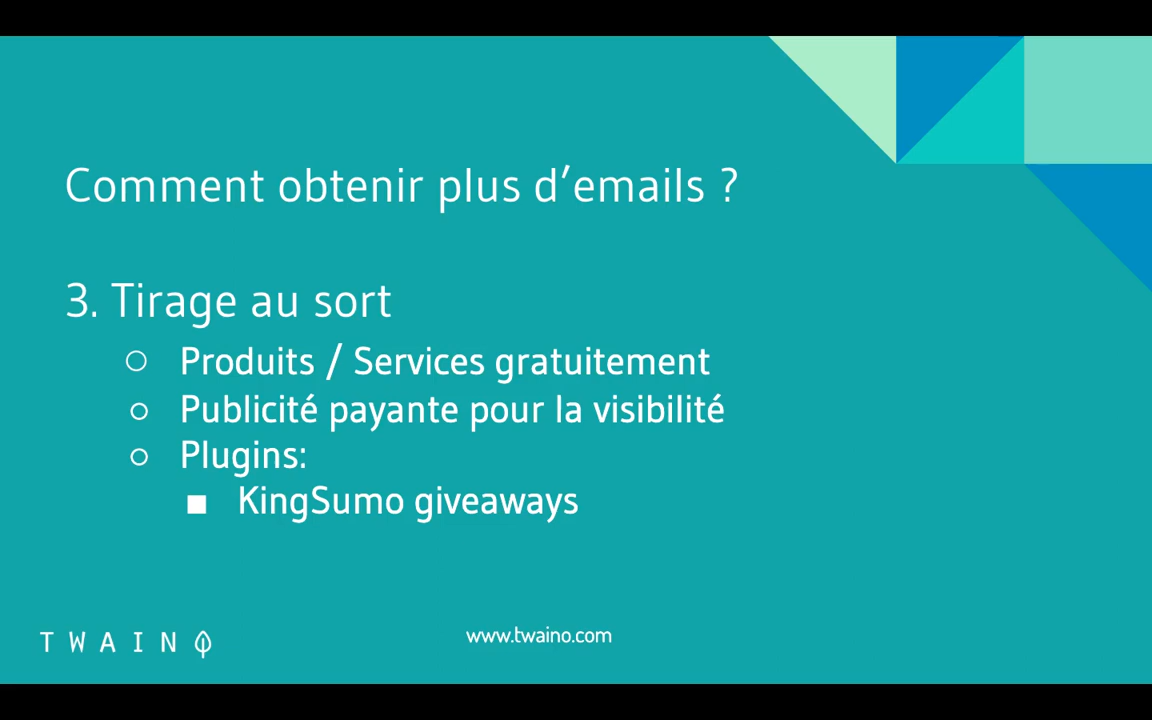 Comment obtenir plus d’emails ?
3. Tirage au sort
○ Produits / Services gratuitement
○ Publicité payante pour la visibilité
○ Plugins:
■ KingSumo giveaways
TWAINO
www.twaino.com